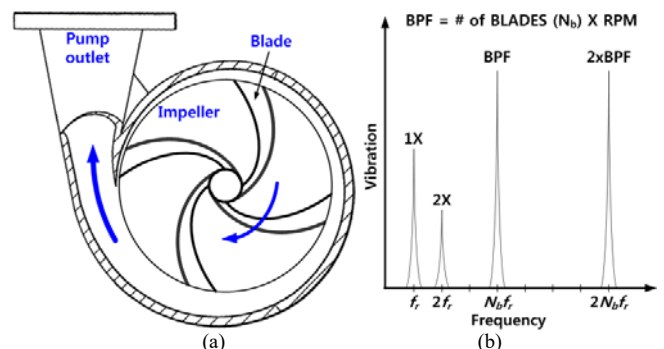 Pump
outlet
Blade
Impeller
(a)
BPF = # of BLADES (N_b) X RPM
BPF
2xBPF
1X
2X
Vibration
f_r 2f_r N_bf_r 2N_bf_r
Frequency
(b)